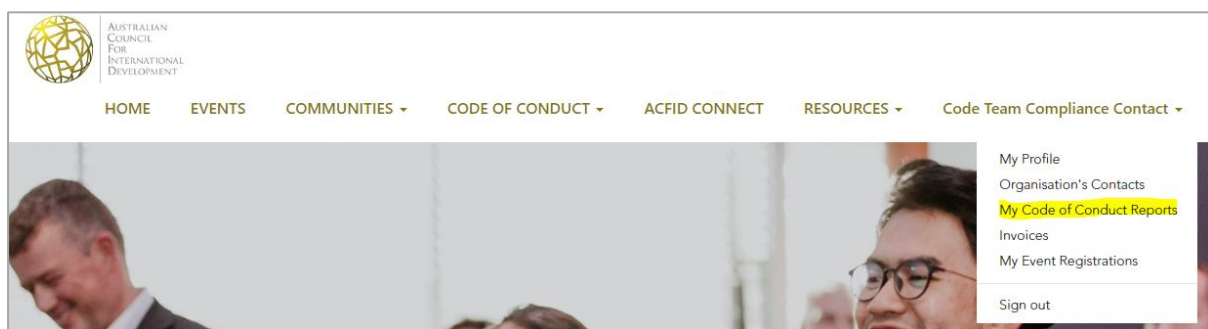 AUSTRALIAN
COUNCIL
FOR
INTERNATIONAL
DEVELOPMENT
HOME EVENTS COMMUNITIES CODE OF CONDUCT ACFID CONNECT RESOURCES Code Team Compliance Contact
My Profile
Organisation's Contacts
My Code of Conduct Reports
Invoices
My Event Registrations
Sign out